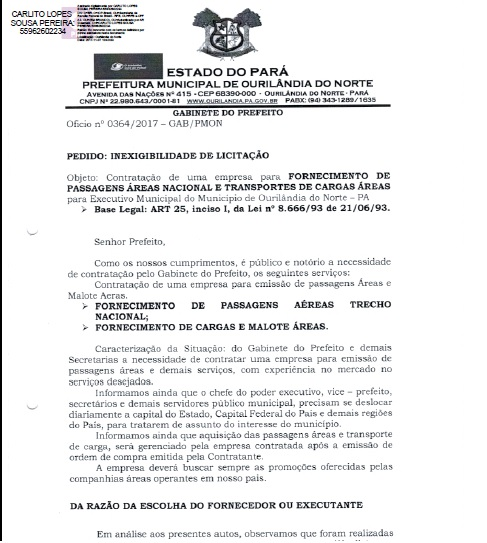 CARLITO LOPES
SOUSA PEREIRA:
55962602234
ESTADO DO PARÁ
PREFEITURA MUNICIPAL DE OURILÂNDIA DO NORTE
AVENIDA DAS NAÇÕES Nº 415 - CEP 68390-000 - OURILÂNDIA DO NORTE - PARÁ
CNPJ Nº 22.980.643/0001-81 WWW.OURILANDIA.PA.GOV.BR PABX: (94) 343-1289/1635
GABINETE DO PREFEITO
Oficio nº 0364/2017 – GAB/PMON
PEDIDO: INEXIGIBILIDADE DE LICITAÇÃO
Objeto: Contratação de uma empresa para FORNECIMENTO DE
PASSAGENS ÁREAS NACIONAL E TRANSPORTES DE CARGAS ÁREAS
para Executivo Municipal do Municipio de Ourilândia do Norte – PA
➢ Base Legal: ART 25, inciso I, da Lei nº 8.666/93 de 21/06/93.
Senhor Prefeito,
Como os nossos cumprimentos, é público e notório a necessidade
de contratação pelo Gabinete do Prefeito, os seguintes serviços:
Contratação de uma empresa para emissão de passagens Áreas e
Malote Aeras.
➢ FORNECIMENTO DE PASSAGENS AÉREAS TRECHO
NACIONAL;
➢ FORNECIMENTO DE CARGAS E MALOTE ÁREAS.
Caracterização da Situação: do Gabinete do Prefeito e demais
Secretarias a necessidade de contratar uma empresa para emissão de
passagens áreas e demais serviços, com experiência no mercado no
serviços desejados.
Informamos ainda que o chefe do poder executivo, vice – prefeito,
secretários e demais servidores público municipal, precisam se deslocar
diariamente a capital do Estado, Capital Federal do Pais e demais regiões
do País, para tratarem de assunto do interesse do município.
Informamos ainda que aquisição das passagens áreas e transporte
de carga, será gerenciado pela empresa contratada após a emissão de
ordem de compra emitida pela Contratante.
A empresa deverá buscar sempre as promoções oferecidas pelas
companhias áreas operantes em nosso país.
DA RAZÃO DA ESCOLHA DO FORNECEDOR OU EXECUTANTE
Em análise aos presentes autos, observamos que foram realizadas